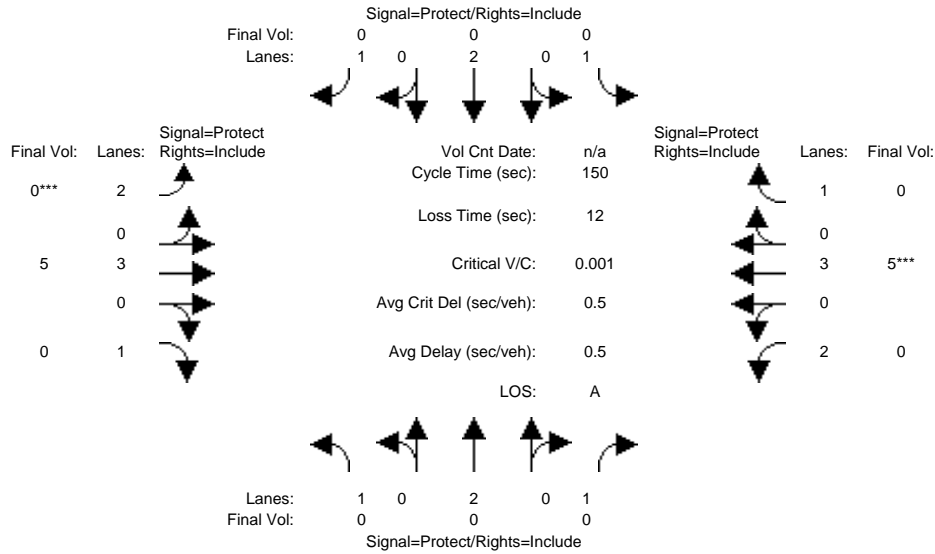 Signal=Protect/Rights=Include
Final Vol: 0 0 0
Lanes: 1 0 2 0 1
Signal=Protect Signal=Protect
Final Vol: Lanes: Rights=Include Vol Cnt Date: n/a Rights=Include Lanes: Final Vol:
Cycle Time (sec): 150
0*** 2 1 0
Loss Time (sec): 12
0 0
5 3 Critical V/C: 0.001 3 5***
0 Avg Crit Del (sec/veh): 0.5 0
0 1 Avg Delay (sec/veh): 0.5 2 0
LOS: A
Lanes: 1 0 2 0 1
Final Vol: 0 0 0
Signal=Protect/Rights=Include